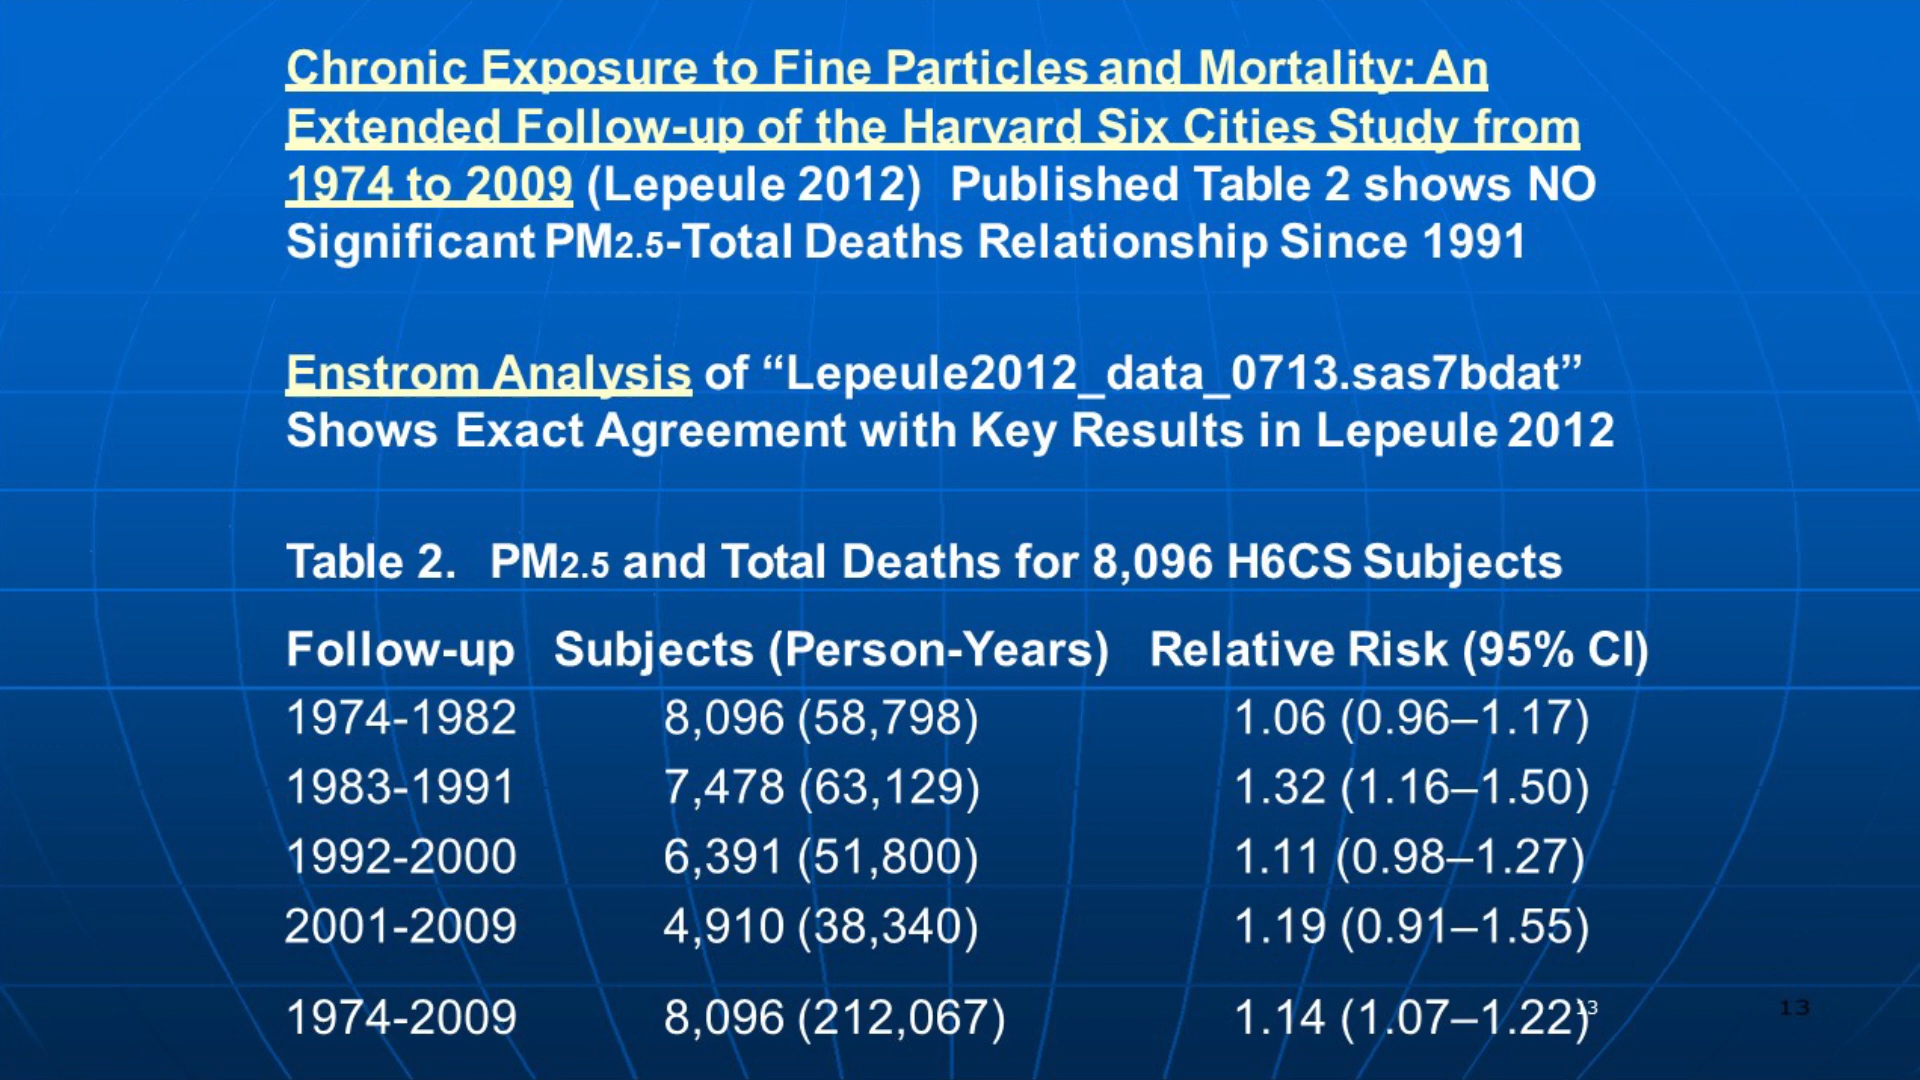 Chronic Exposure to Fine Particles and Mortality: An
Extended Follow-up of the Harvard Six Cities Study from
1974 to 2009 (Lepeule 2012) Published Table 2 shows NO
Significant PM2.5-Total Deaths Relationship Since 1991
Enstrom Analysis of “Lepeule2012_data_0713.sas7bdat”
Shows Exact Agreement with Key Results in Lepeule 2012
Table 2. PM2.5 and Total Deaths for 8,096 H6CS Subjects
Follow-up Subjects (Person-Years) Relative Risk (95% CI)
1974-1982 8,096 (58,798) 1.06 (0.96–1.17)
1983-1991 7,478 (63,129) 1.32 (1.16–1.50)
1992-2000 6,391 (51,800) 1.11 (0.98–1.27)
2001-2009 4,910 (38,340) 1.19 (0.91–1.55)
1974-2009 8,096 (212,067) 1.14 (1.07–1.22) 13 13